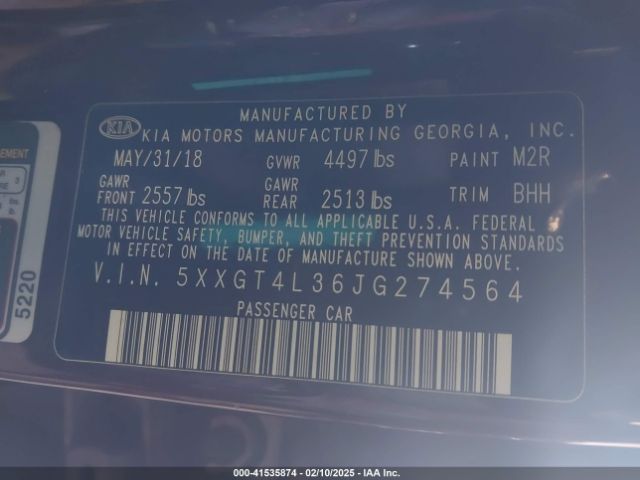 MANUFACTURED BY
KIA KIA MOTORS MANUFACTURING GEORGIA, INC.
MAY/31/18 GVWR 4497 lbs PAINT M2R
GAWR FRONT 2557 lbs GAWR REAR 2513 lbs TRIM BHH
THIS VEHICLE CONFORMS TO ALL APPLICABLE U.S.A. FEDERAL
MOTOR VEHICLE SAFETY, BUMPER, AND THEFT PREVENTION STANDARDS
IN EFFECT ON THE DATE OF MANUFACTURE SHOWN ABOVE.
V.I.N. 5XXGT4L36JG274564
PASSENGER CAR
5220
000-41535874 - 02/10/2025 - IAA Inc.